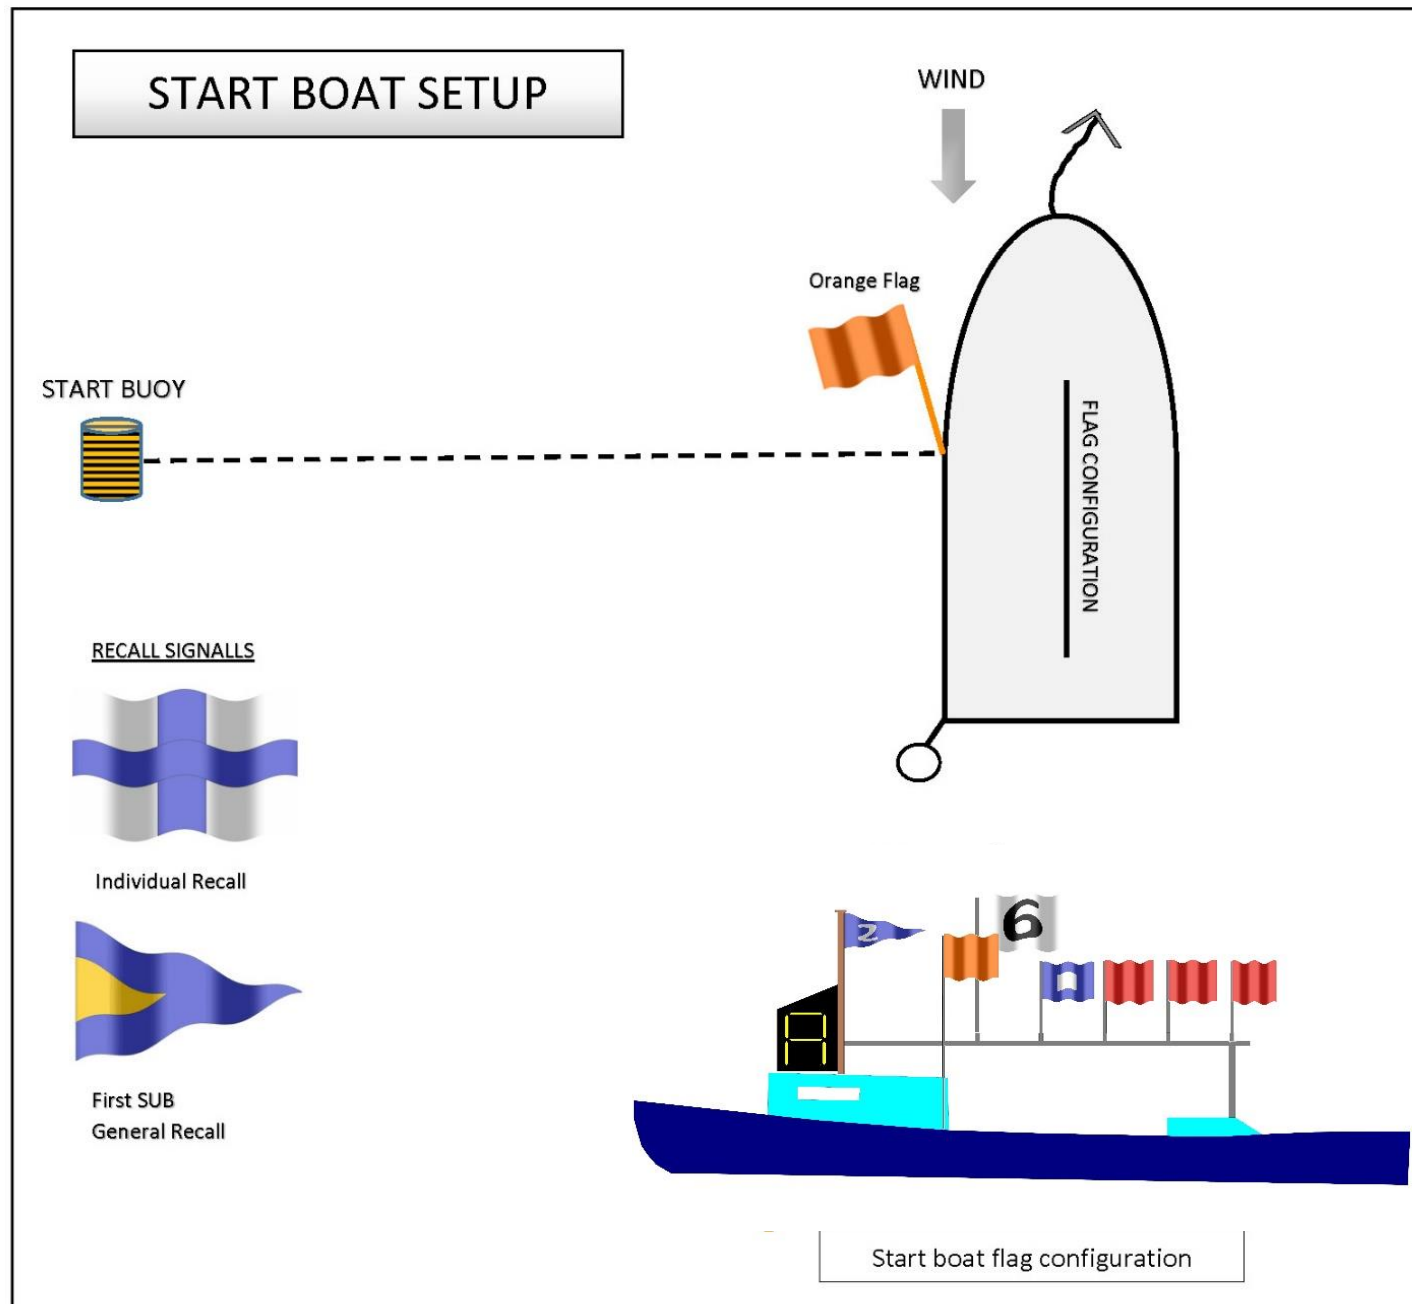 START BOAT SETUP
WIND
Orange Flag
START BUOY
FLAG CONFIGURATION
RECALL SIGNALLS
Individual Recall
First SUB
General Recall
2
6
A
Start boat flag configuration